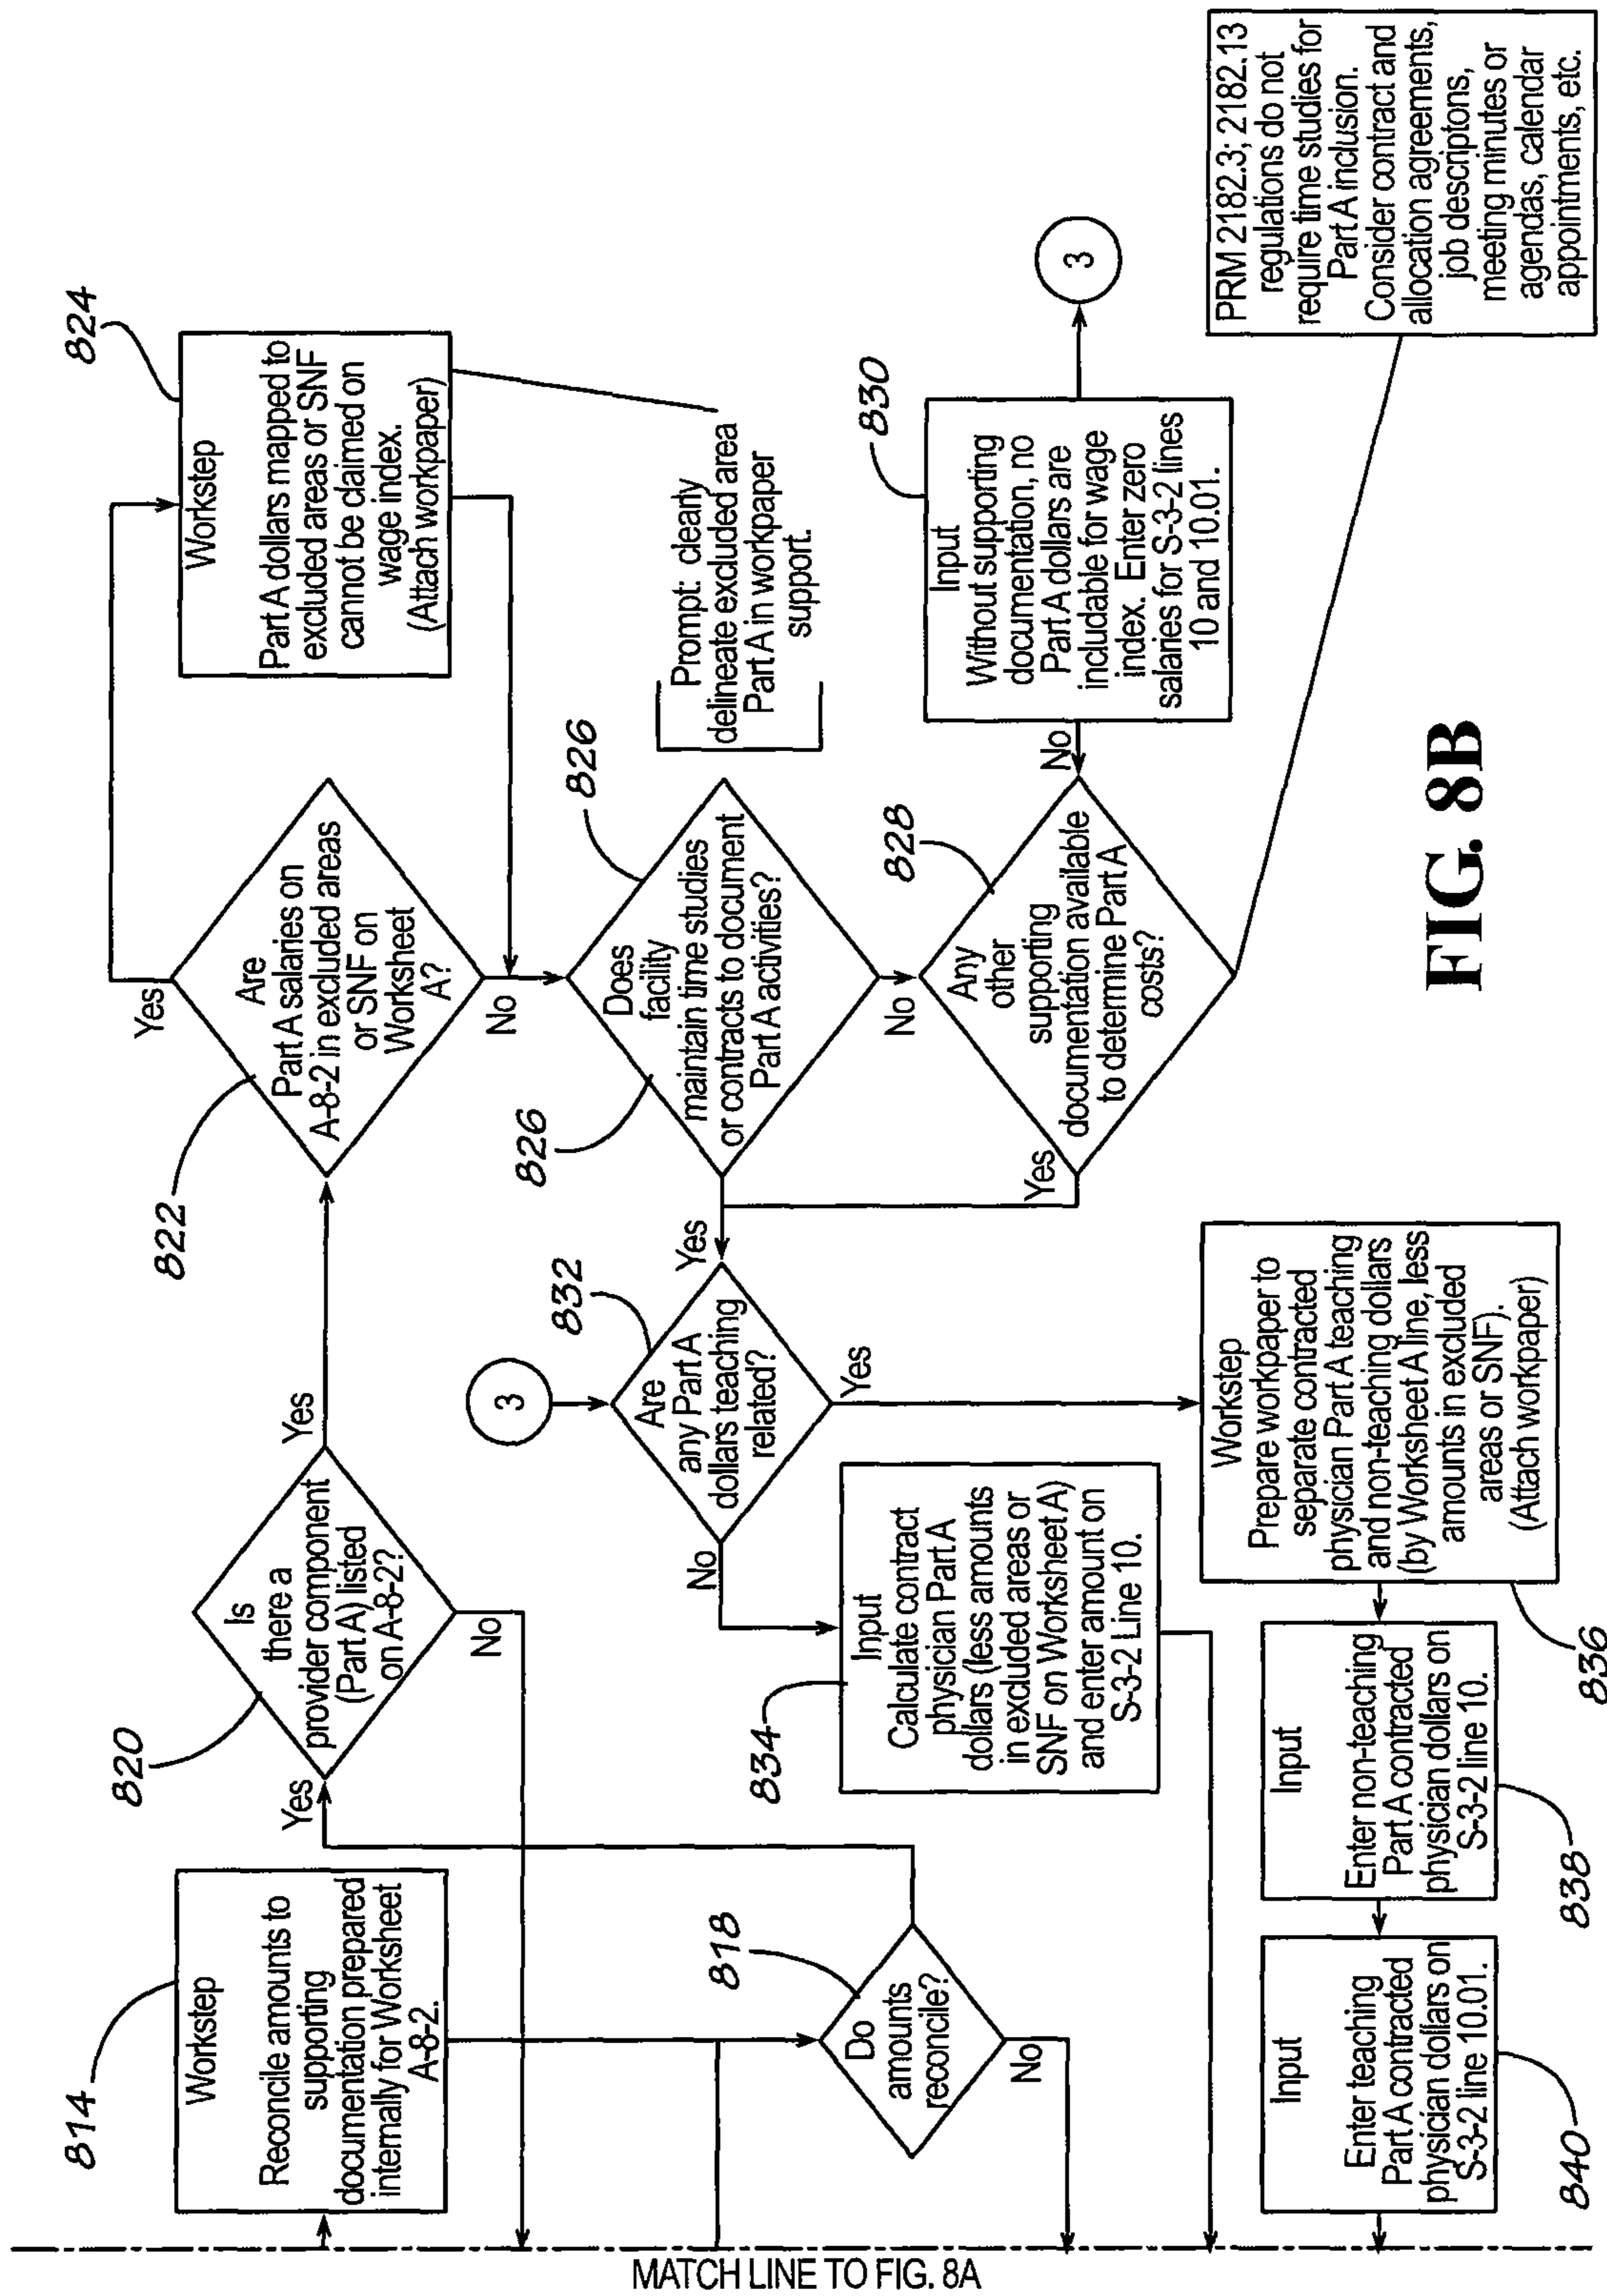 814
Workstep
Reconcile amounts to
supporting
documentation prepared
internally for Worksheet
A-8-2.
818
Do
amounts
reconcile?
Yes
No
820
Is
there a
provider component
(Part A) listed
on A-8-2?
Yes
No
822
Are
Part A salaries on
A-8-2 in excluded areas
or SNF on
Worksheet
A?
Yes
No
824
Workstep
Part A dollars mapped to
excluded areas or SNF
cannot be claimed on
wage index.
(Attach workpaper)
Prompt: clearly
delineate excluded area
Part A in workpaper
support.
826
826
Does
facility
maintain time studies
or contracts to document
Part A activities?
Yes
No
828
Any
other
supporting
documentation available
to determine Part A
costs?
Yes
No
830
Input
Without supporting
documentation, no
Part A dollars are
includable for wage
index. Enter zero
salaries for S-3-2 lines
10 and 10.01.
3
PRM 2182.3; 2182.13
regulations do not
require time studies for
Part A inclusion.
Consider contract and
allocation agreements,
job descriptons,
meeting minutes or
agendas, calendar
appointments, etc.
3
832
Are
any Part A
dollars teaching
related?
No
Yes
834
Input
Calculate contract
physician Part A
dollars (less amounts
in excluded areas or
SNF on Worksheet A)
and enter amount on
S-3-2 Line 10.
Workstep
Prepare workpaper to
separate contracted
physician Part A teaching
and non-teaching dollars
(by Worksheet A line, less
amounts in excluded
areas or SNF).
(Attach workpaper)
836
Input
Enter non-teaching
Part A contracted
physician dollars on
S-3-2 line 10.
838
Input
Enter teaching
Part A contracted
physician dollars on
S-3-2 line 10.01.
840
MATCH LINE TO FIG. 8A
FIG. 8B